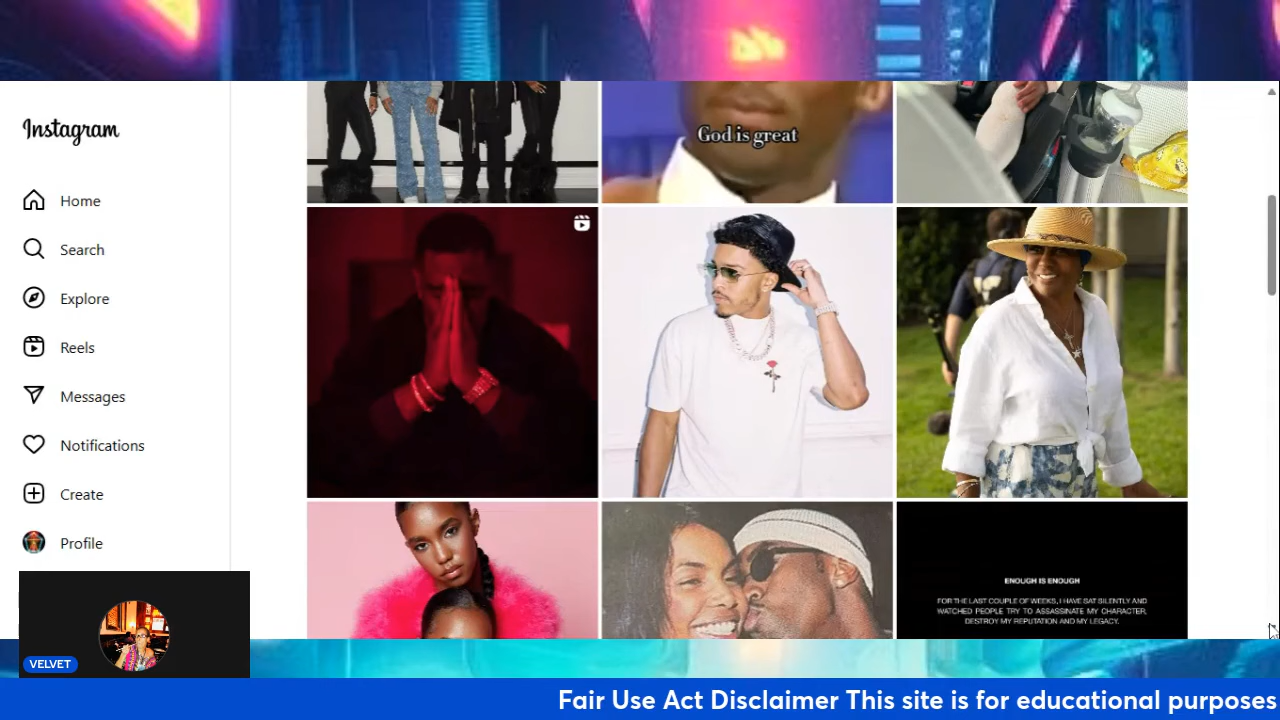 Instagram
God is great
Home
Search
Explore
Reels
Messages
Notifications
Create
Profile
ENOUGH IS ENOUGH
FOR THE LAST COUPLE OF WEEKS, I HAVE SAT SILENTLY AND
WATCHED PEOPLE TRY TO ASSASSINATE MY CHARACTER,
DESTROY MY REPUTATION AND MY LEGACY.
VELVET
Fair Use Act Disclaimer This site is for educational purposes